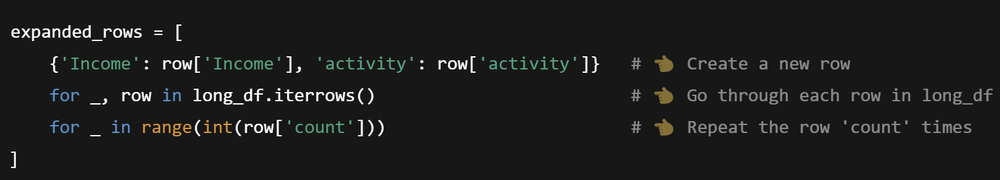 expanded_rows = [
    {'Income': row['Income'], 'activity': row['activity']}   # 👈 Create a new row
    for _, row in long_df.iterrows()                         # 👈 Go through each row in long_df
    for _ in range(int(row['count']))                        # 👈 Repeat the row 'count' times
]